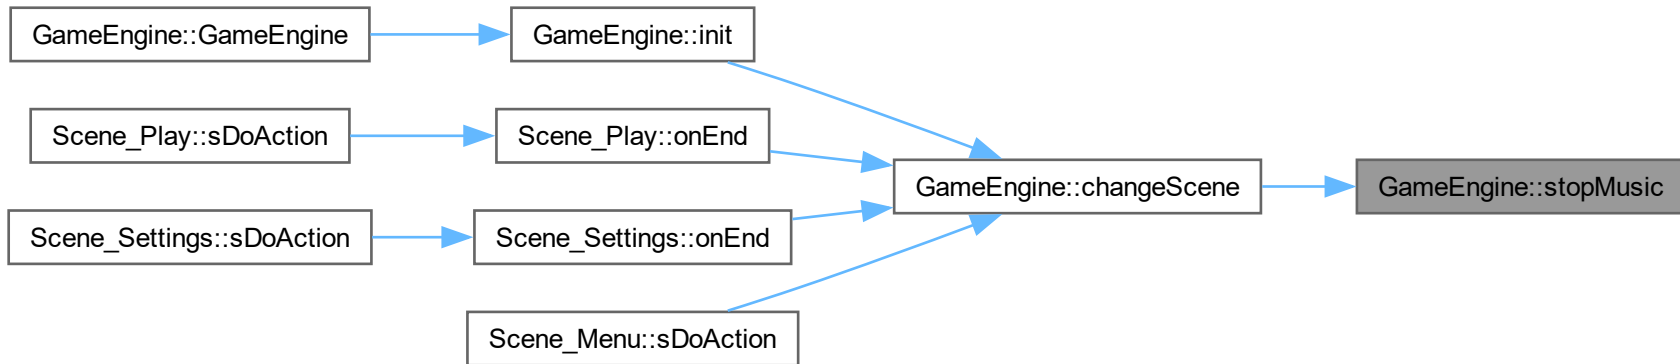 GameEngine::GameEngine
GameEngine::init
Scene_Play::sDoAction
Scene_Play::onEnd
GameEngine::changeScene
GameEngine::stopMusic
Scene_Settings::sDoAction
Scene_Settings::onEnd
Scene_Menu::sDoAction